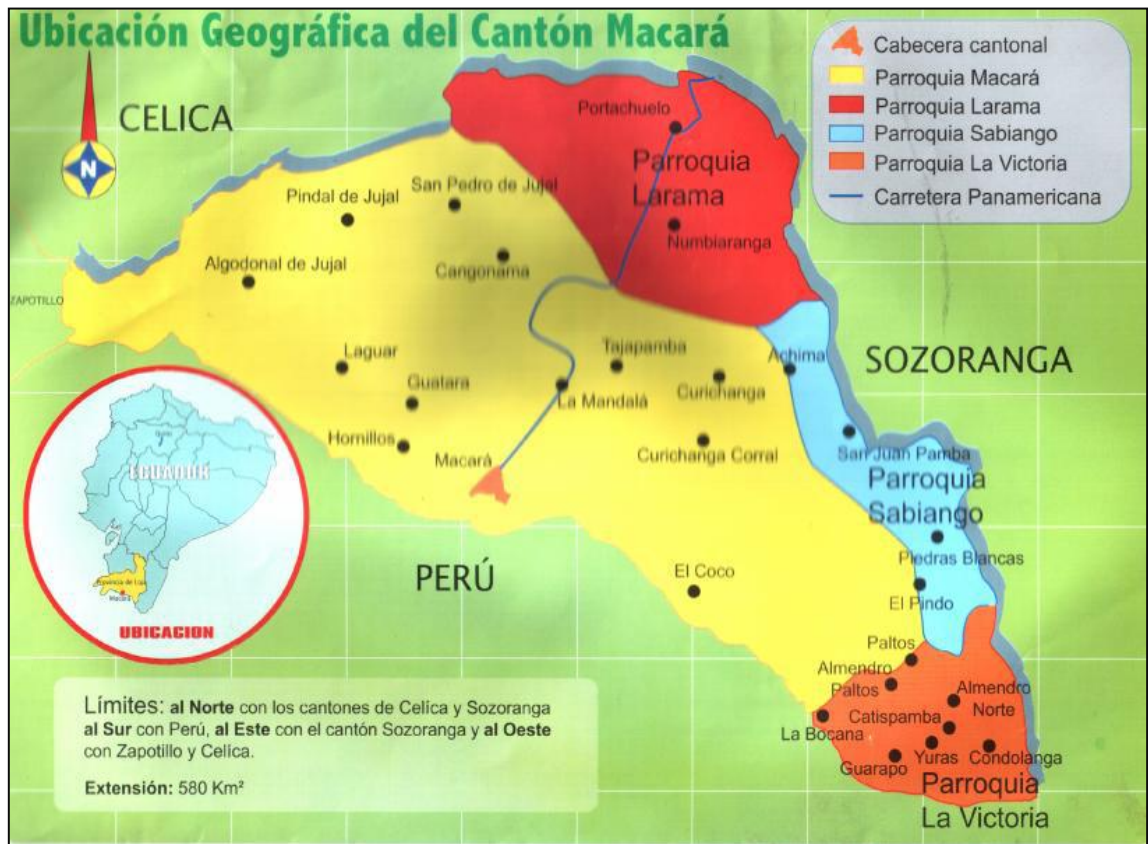 Ubicación Geográfica del Cantón Macará
Cabecera cantonal
Parroquia Macará
Parroquia Larama
Parroquia Sabiango
Parroquia La Victoria
Carretera Panamericana
N
CELICA
Portachuelo
Parroquia
Larama
Numbiaranga
San Pedro de Jujal
Pindal de Jujal
Cangonama
Algodonal de Jujal
ZAPOTILLO
Laguar
Guatara
Hornillos
Tajapamba
La Mandalá
Curichanga
Curichanga Corral
Macará
Achima
SOZORANGA
San Juan Pamba
Parroquia
Sabiango
Piedras Blancas
El Pindo
PERÚ
El Coco
Paltos
Almendro
Paltos
Almendro
Norte
Catispamba
La Bocana
Guarapo
Yuras
Condolanga
Parroquia
La Victoria
ECUADOR
Provincia de Loja
Macará
UBICACION
Límites: al Norte con los cantones de Celica y Sozoranga
al Sur con Perú, al Este con el cantón Sozoranga y al Oeste
con Zapotillo y Celica.
Extensión: 580 Km²